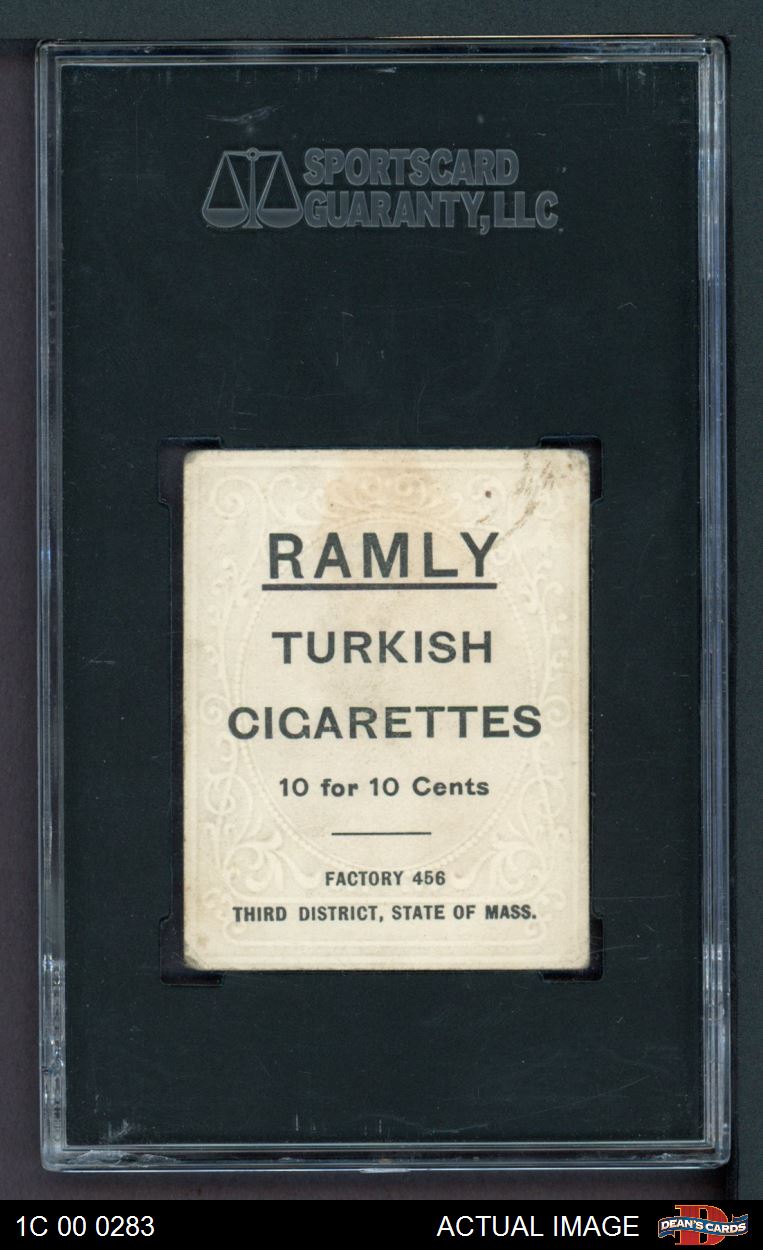 SPORTSCARD
GUARANTY, LLC
RAMLY
TURKISH
CIGARETTES
10 for 10 Cents
FACTORY 456
THIRD DISTRICT, STATE OF MASS.
1C 00 0283 ACTUAL IMAGE DEAN'S CARDS